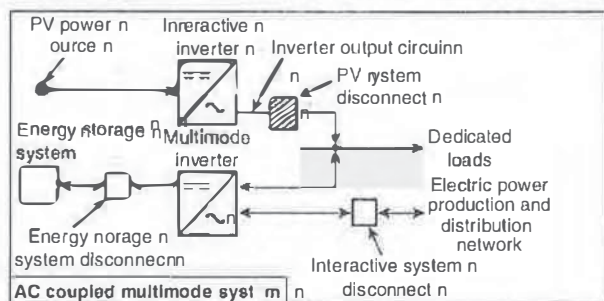 PV power n
ource n
Inreractive n
inverter n
Inverter output circuinn
n
PV nystem
disconnect n
n
Energy storage n
system
n
Multimode
inverter
Dedicated
loads
Electric power
production and
distribution
network
n
Energy norage n
system disconnecnn
Interactive system n
disconnect n
AC coupled multimode syst m n